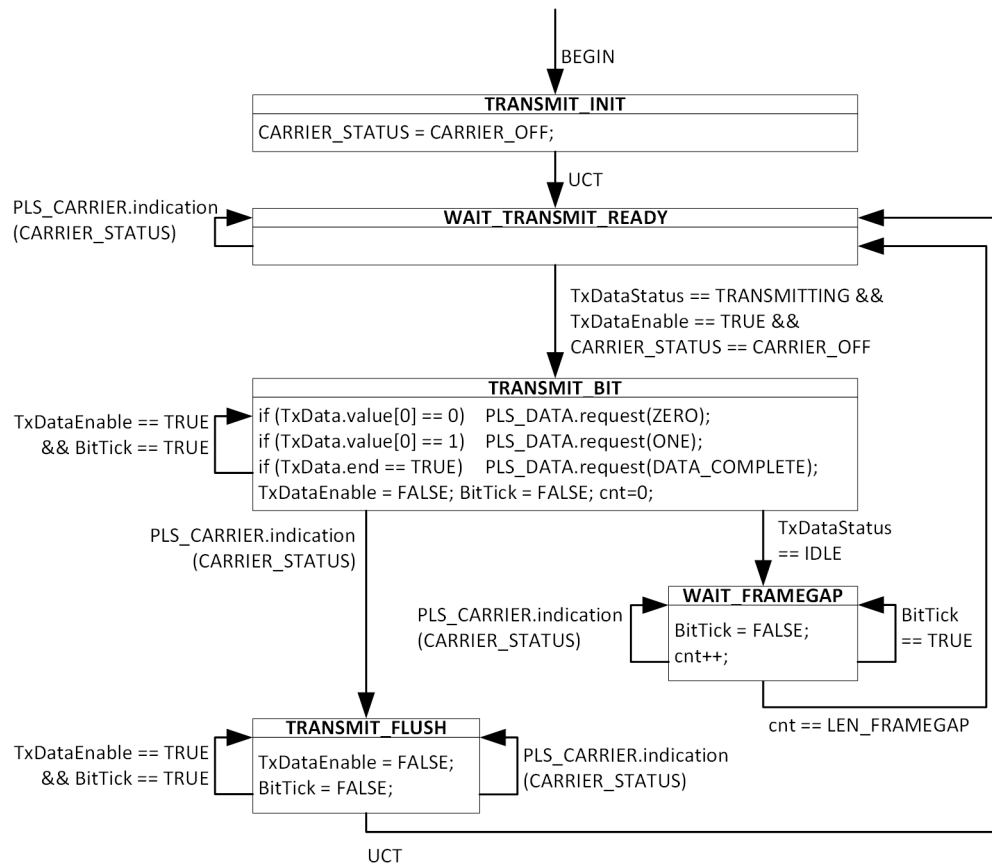 BEGIN
TRANSMIT_INIT
CARRIER_STATUS = CARRIER_OFF;
UCT
PLS_CARRIER.indication
(CARRIER_STATUS)
WAIT_TRANSMIT_READY
TxDataStatus == TRANSMITTING &&
TxDataEnable == TRUE &&
CARRIER_STATUS == CARRIER_OFF
TRANSMIT_BIT
TxDataEnable == TRUE
&& BitTick == TRUE
if (TxData.value[0] == 0) PLS_DATA.request(ZERO);
if (TxData.value[0] == 1) PLS_DATA.request(ONE);
if (TxData.end == TRUE) PLS_DATA.request(DATA_COMPLETE);
TxDataEnable = FALSE; BitTick = FALSE; cnt=0;
PLS_CARRIER.indication
(CARRIER_STATUS)
TxDataStatus
== IDLE
WAIT_FRAMEGAP
PLS_CARRIER.indication
(CARRIER_STATUS)
BitTick = FALSE;
cnt++;
BitTick
== TRUE
cnt == LEN_FRAMEGAP
TRANSMIT_FLUSH
TxDataEnable == TRUE
&& BitTick == TRUE
TxDataEnable = FALSE;
BitTick = FALSE;
PLS_CARRIER.indication
(CARRIER_STATUS)
UCT